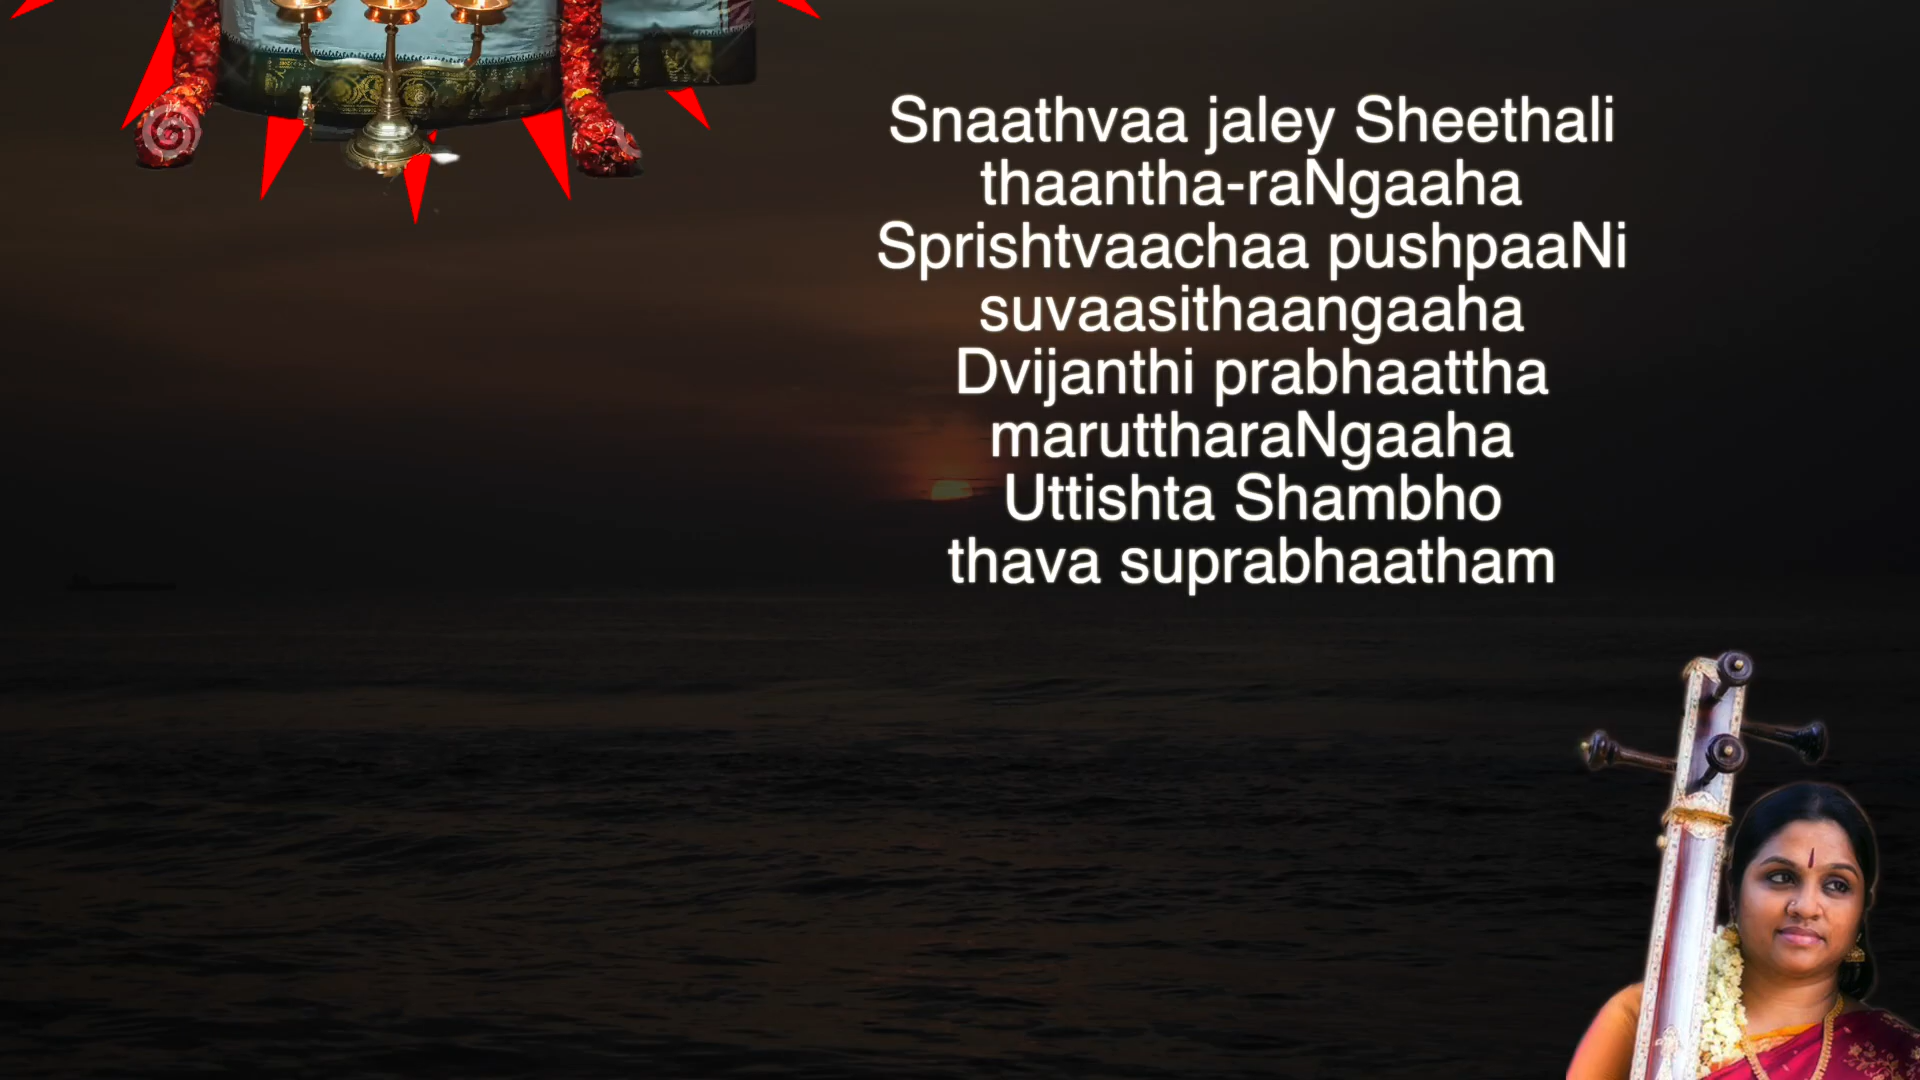 Snaathvaa jaley Sheethali
thaantha-raNgaaha
Sprishtvaachaa pushpaaNi
suvaasithaangaaha
Dvijanthi prabhaattha
maruttharaNgaaha
Uttishta Shambho
thava suprabhaatham